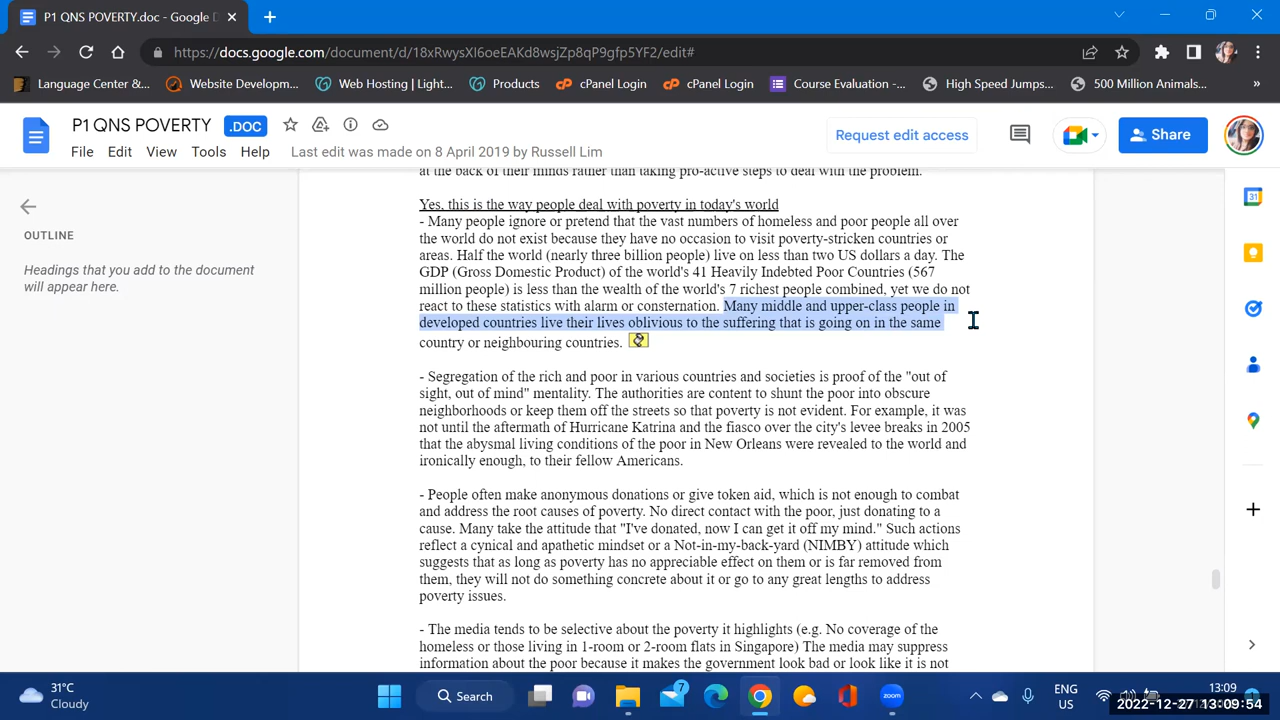 P1 QNS POVERTY.doc - Google D
https://docs.google.com/document/d/18xRwysXI6oeEAKd8wsjZp8qP9gfp5YF2/edit#
Language Center &...
Website Developm...
Web Hosting | Light...
Products
cPanel Login
cPanel Login
Course Evaluation -...
High Speed Jumps...
500 Million Animals...
»
P1 QNS POVERTY
.DOC
File Edit View Tools Help
Last edit was made on 8 April 2019 by Russell Lim
Request edit access
Share
OUTLINE
Headings that you add to the document
will appear here.
at the back of their minds rather than taking pro-active steps to deal with the problem.
Yes, this is the way people deal with poverty in today's world
- Many people ignore or pretend that the vast numbers of homeless and poor people all over
the world do not exist because they have no occasion to visit poverty-stricken countries or
areas. Half the world (nearly three billion people) live on less than two US dollars a day. The
GDP (Gross Domestic Product) of the world's 41 Heavily Indebted Poor Countries (567
million people) is less than the wealth of the world's 7 richest people combined, yet we do not
react to these statistics with alarm or consternation. Many middle and upper-class people in
developed countries live their lives oblivious to the suffering that is going on in the same
country or neighbouring countries.
- Segregation of the rich and poor in various countries and societies is proof of the "out of
sight, out of mind" mentality. The authorities are content to shunt the poor into obscure
neighborhoods or keep them off the streets so that poverty is not evident. For example, it was
not until the aftermath of Hurricane Katrina and the fiasco over the city's levee breaks in 2005
that the abysmal living conditions of the poor in New Orleans were revealed to the world and
ironically enough, to their fellow Americans.
- People often make anonymous donations or give token aid, which is not enough to combat
and address the root causes of poverty. No direct contact with the poor, just donating to a
cause. Many take the attitude that "I've donated, now I can get it off my mind." Such actions
reflect a cynical and apathetic mindset or a Not-in-my-back-yard (NIMBY) attitude which
suggests that as long as poverty has no appreciable effect on them or is far removed from
them, they will not do something concrete about it or go to any great lengths to address
poverty issues.
- The media tends to be selective about the poverty it highlights (e.g. No coverage of the
homeless or those living in 1-room or 2-room flats in Singapore) The media may suppress
information about the poor because it makes the government look bad or look like it is not
31
31°C
Cloudy
Search
7
zoom
ENG
US
13:09
2022-12-27 13:09:54